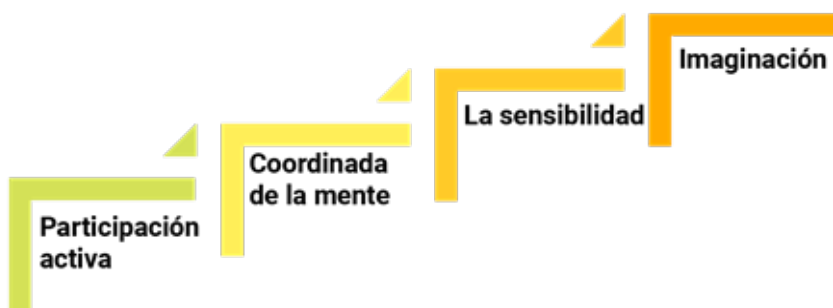 Participación
activa
Coordinada
de la mente
La sensibilidad
Imaginación